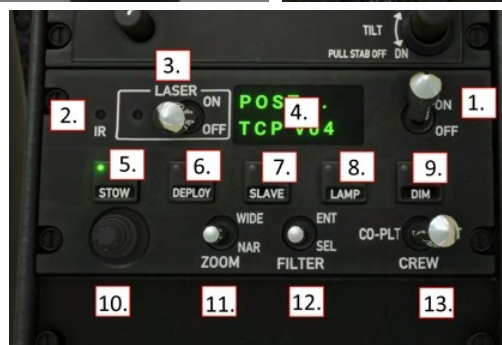 TILT
PULL STAB OFF DN
3.
LASER
ON
OFF
2.
IR
4.
POST
TCP V04
1.
ON
OFF
5.
6.
7.
8.
9.
STOW
DEPLOY
SLAVE
LAMP
DIM
WIDE
NAR
ZOOM
ENT
SEL
FILTER
CO-PLT
CREW
10.
11.
12.
13.